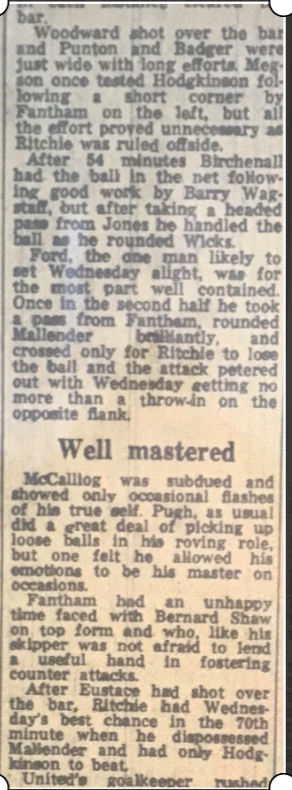 bar.
Woodward shot over the bar
and Punton and Badger were
just wide with long efforts. Meg-
son once tested Hodgkinson fol-
lowing a short corner by
Fantham on the left, but all
the effort proved unnecessary as
Ritchie was ruled offside.
After 54 minutes Birchenall
had the ball in the net follow-
ing good work by Barry Wag-
staff, but after taking a headed
pass from Jones he handled the
ball as he rounded Wicks.
Ford, the one man likely to
set Wednesday alight, was for
the most part well contained.
Once in the second half he took
a pass from Fantham, rounded
Mallender brilliantly, and
crossed only for Ritchie to lose
the ball and the attack petered
out with Wednesday getting no
more than a throw-in on the
opposite flank.
Well mastered
McCalliog was subdued and
showed only occasional flashes
of his true self. Pugh, as usual
did a great deal of picking up
loose balls in his roving role,
but one felt he allowed his
emotions to be his master on
occasions.
Fantham had an unhappy
time faced with Bernard Shaw
on top form and who, like his
skipper was not afraid to lend
a useful hand in fostering
counter attacks.
After Eustace had shot over
the bar, Ritchie had Wednes-
day's best chance in the 70th
minute when he dispossessed
Mallender and had only Hodg-
kinson to beat.
United's goalkeeper rushed